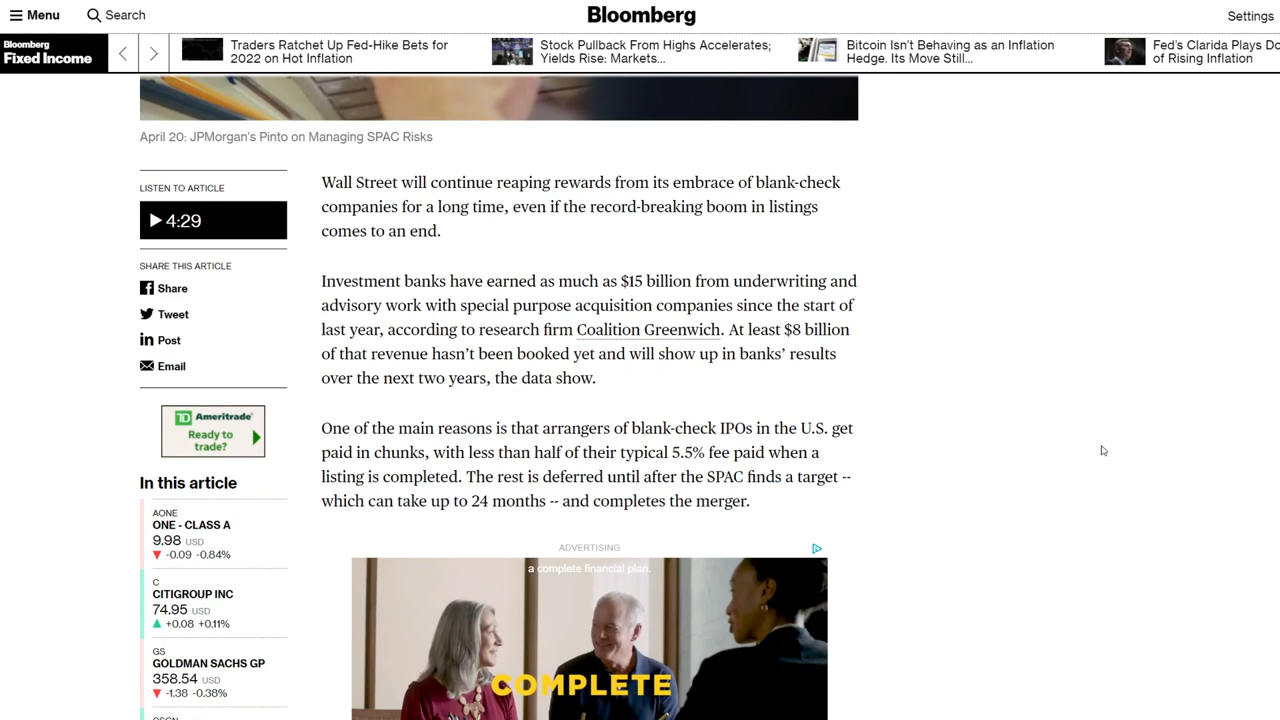 Menu
Search
Bloomberg
Settings
Bloomberg
Fixed Income
Traders Ratchet Up Fed-Hike Bets for
2022 on Hot Inflation
Stock Pullback From Highs Accelerates;
Yields Rise: Markets...
Bitcoin Isn't Behaving as an Inflation
Hedge. Its Move Still...
Fed's Clarida Plays Do
of Rising Inflation
April 20: JPMorgan's Pinto on Managing SPAC Risks
LISTEN TO ARTICLE
4:29
SHARE THIS ARTICLE
Share
Tweet
Post
Email
TD Ameritrade
Ready to
trade?
In this article
AONE
ONE - CLASS A
9.98 USD
▼ -0.09 -0.84%
C
CITIGROUP INC
74.95 USD
▲ +0.08 +0.11%
GS
GOLDMAN SACHS GP
358.54 USD
▼ -1.38 -0.38%
Wall Street will continue reaping rewards from its embrace of blank-check
companies for a long time, even if the record-breaking boom in listings
comes to an end.
Investment banks have earned as much as $15 billion from underwriting and
advisory work with special purpose acquisition companies since the start of
last year, according to research firm Coalition Greenwich. At least $8 billion
of that revenue hasn't been booked yet and will show up in banks' results
over the next two years, the data show.
One of the main reasons is that arrangers of blank-check IPOs in the U.S. get
paid in chunks, with less than half of their typical 5.5% fee paid when a
listing is completed. The rest is deferred until after the SPAC finds a target --
which can take up to 24 months -- and completes the merger.
ADVERTISING
a complete financial plan.
COMPLETE